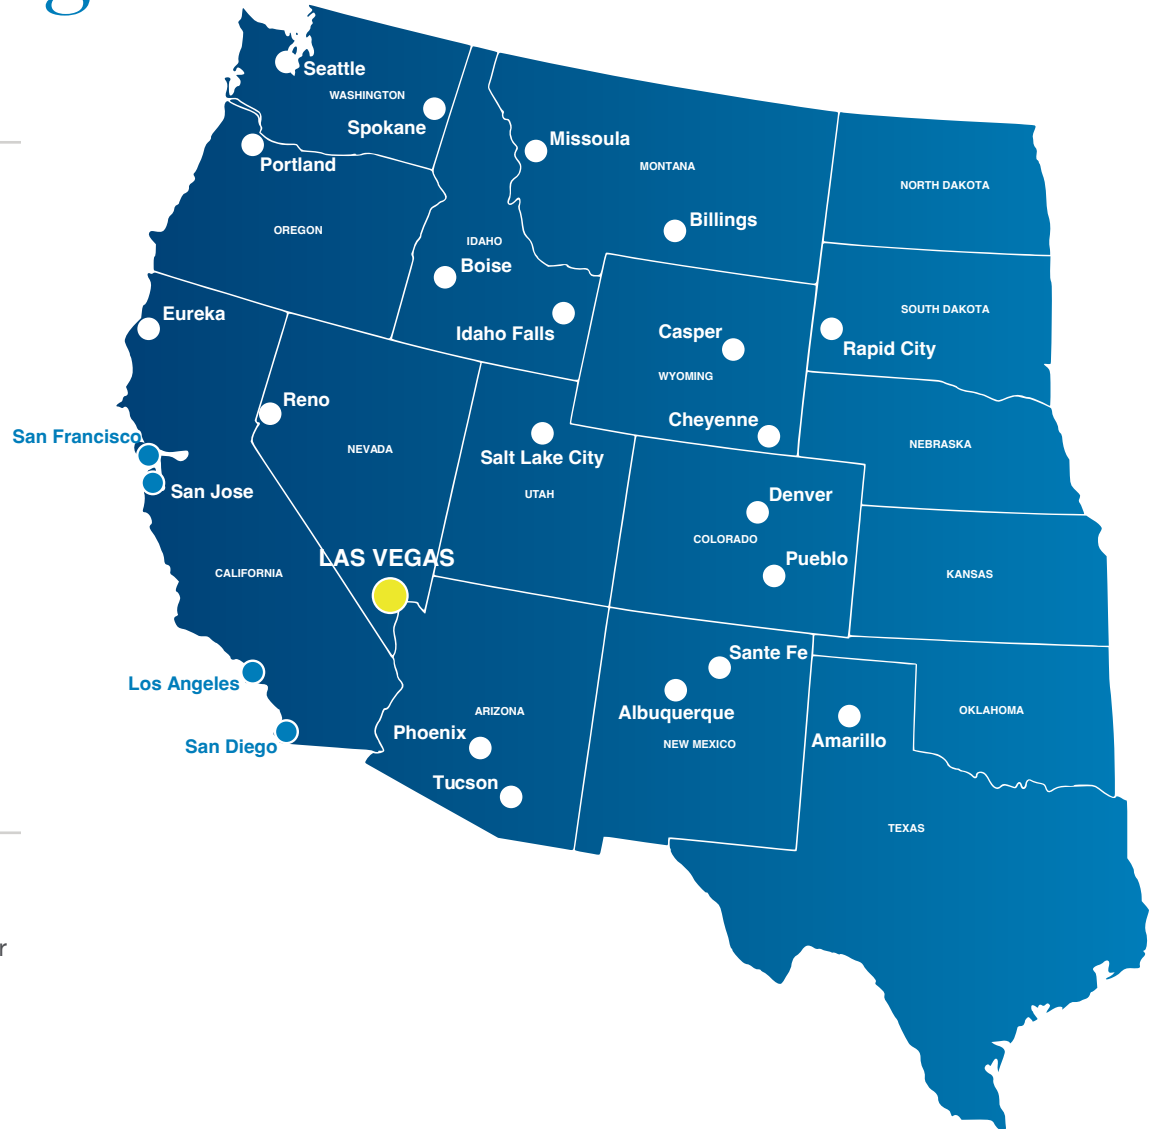 g
Seattle
WASHINGTON
Spokane
Portland
Missoula
MONTANA
NORTH DAKOTA
Billings
OREGON
IDAHO
Boise
Idaho Falls
SOUTH DAKOTA
Rapid City
Eureka
Casper
WYOMING
Cheyenne
Reno
NEVADA
San Francisco
San Jose
Salt Lake City
UTAH
NEBRASKA
Denver
COLORADO
Pueblo
KANSAS
LAS VEGAS
CALIFORNIA
Sante Fe
Albuquerque
NEW MEXICO
Los Angeles
San Diego
ARIZONA
Phoenix
Tucson
OKLAHOMA
Amarillo
TEXAS
r